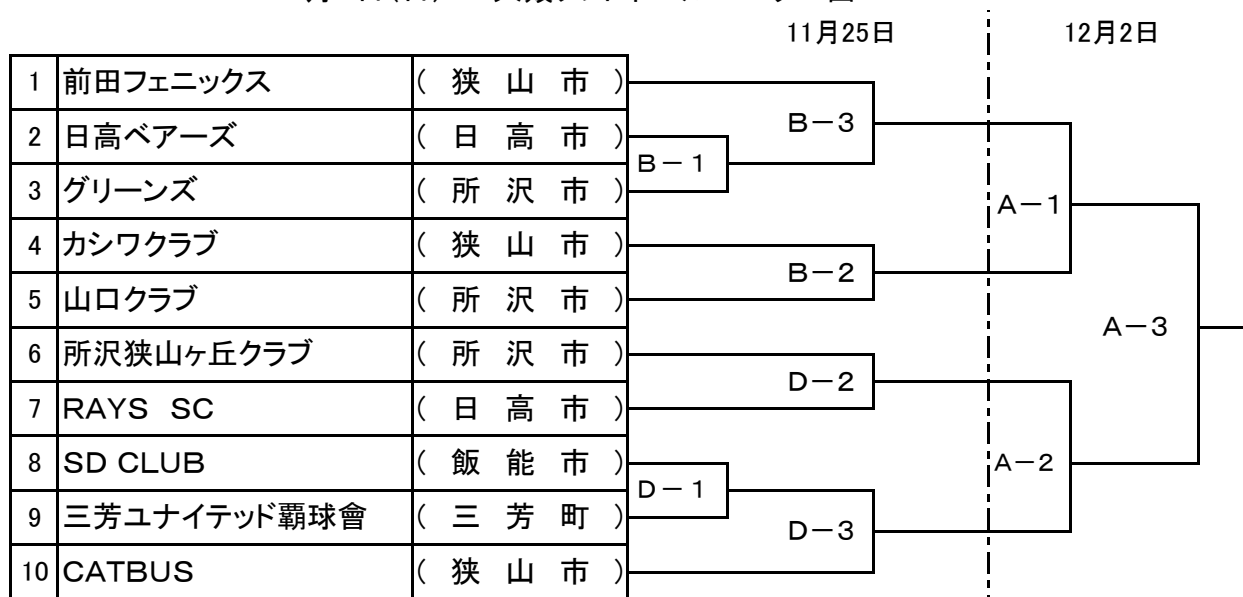 11月25日 12月2日
1 前田フェニックス ( 狭 山 市 )
2 日高ベアーズ ( 日 高 市 )
3 グリーンズ ( 所 沢 市 )
4 カシワクラブ ( 狭 山 市 )
5 山口クラブ ( 所 沢 市 )
6 所沢狭山ヶ丘クラブ ( 所 沢 市 )
7 RAYS SC ( 日 高 市 )
8 SD CLUB ( 飯 能 市 )
9 三芳ユナイテッド覇球會 ( 三 芳 町 )
10 CATBUS ( 狭 山 市 )
B-3
B-1
A-1
B-2
A-3
D-2
A-2
D-1
D-3